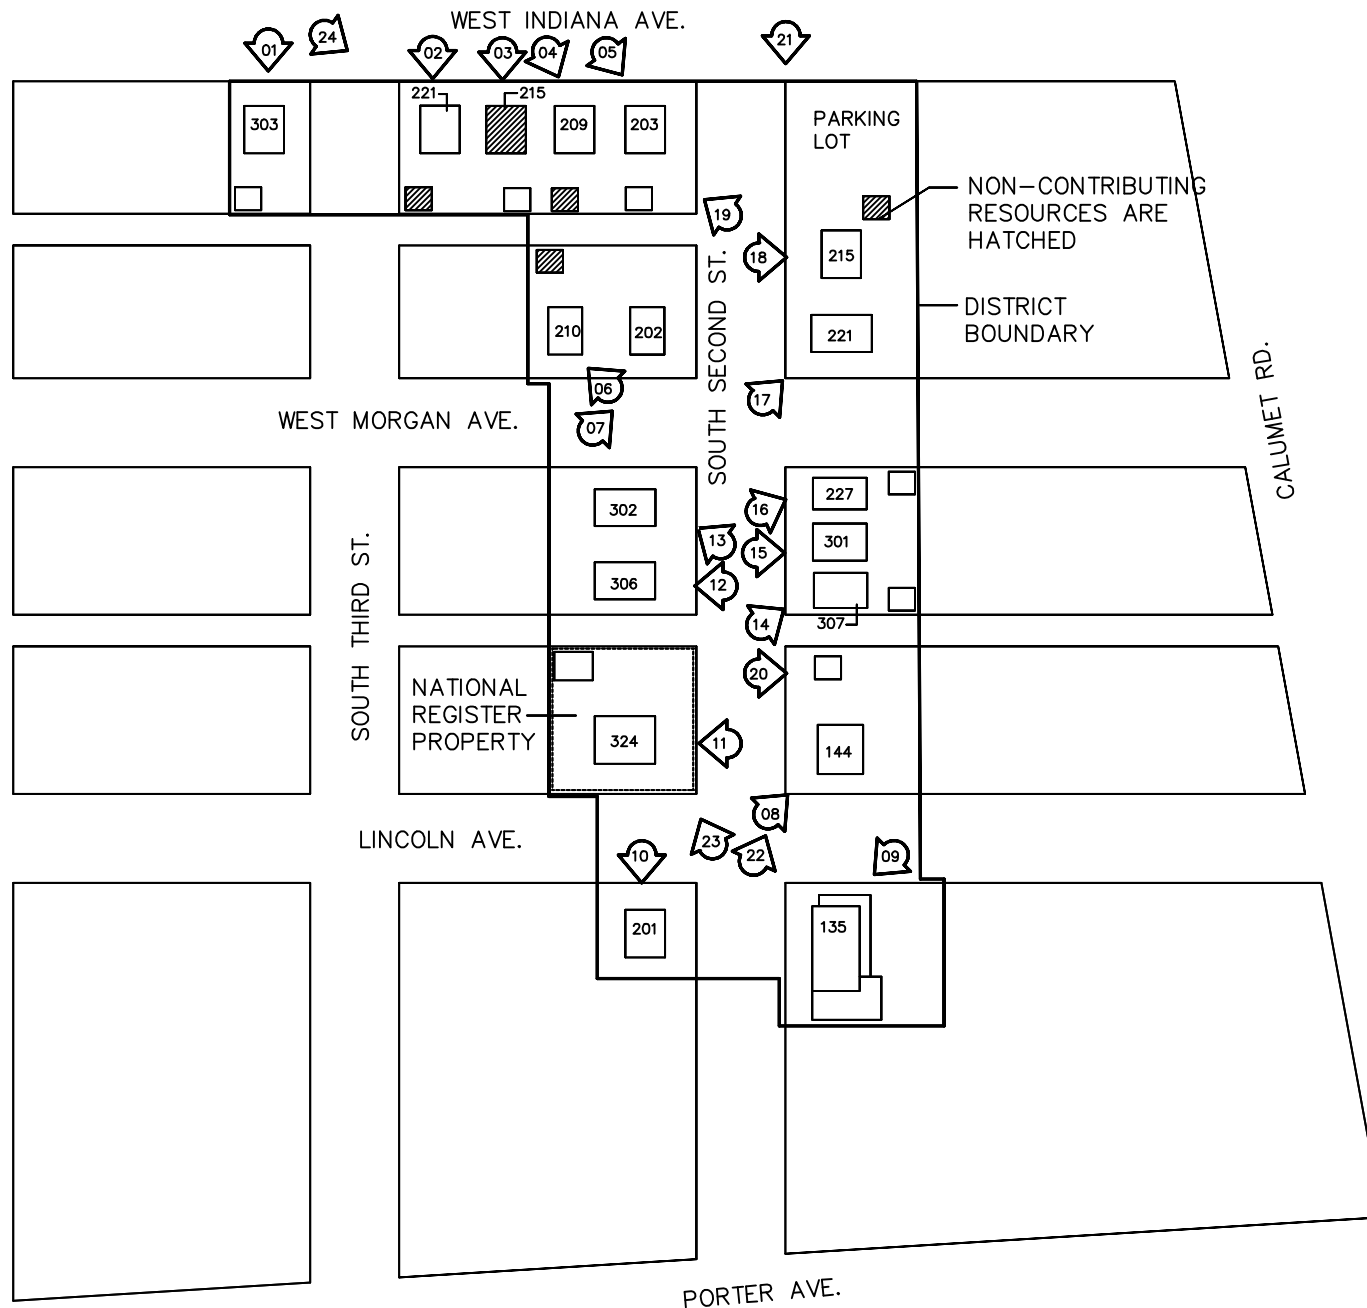 WEST INDIANA AVE.
01
24
02
03
04
05
21
221
215
303
209
203
PARKING
LOT
NON-CONTRIBUTING
RESOURCES ARE
HATCHED
19
18
215
SOUTH SECOND ST.
DISTRICT
BOUNDARY
210
202
221
CALUMET RD.
06
17
WEST MORGAN AVE.
07
302
16
227
13
15
301
306
12
SOUTH THIRD ST.
14
307
20
NATIONAL
REGISTER
PROPERTY
324
11
144
08
LINCOLN AVE.
23
22
10
09
201
135
PORTER AVE.